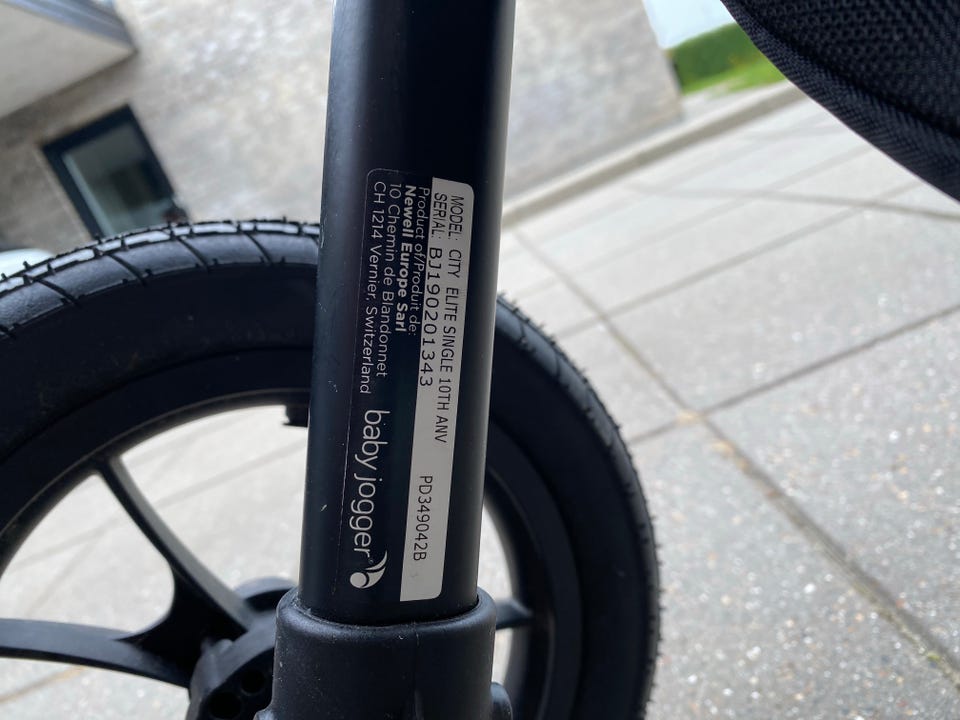 MODEL: CITY ELITE SINGLE 10TH ANV
SERIAL: BJ190201343 PD349042B
Product of/Produit de:
Newell Europe Sarl
10 Chemin de Blandonnet
CH 1214 Vernier, Switzerland
baby jogger®